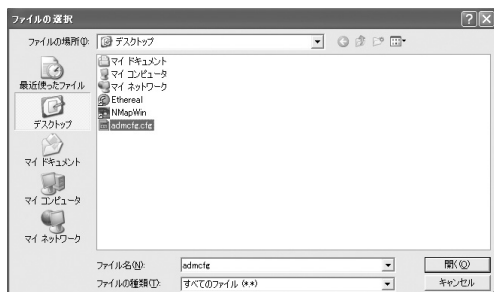 ファイルの選択
ファイルの場所(I):
デスクトップ
マイ ドキュメント
マイ コンピュータ
マイ ネットワーク
Ethereal
NMapWin
admcfg.cfg
最近使ったファイル
デスクトップ
マイ ドキュメント
マイ コンピュータ
マイ ネットワーク
ファイル名(N):
admcfg
開く(O)
ファイルの種類(T):
すべてのファイル (*.*)
キャンセル